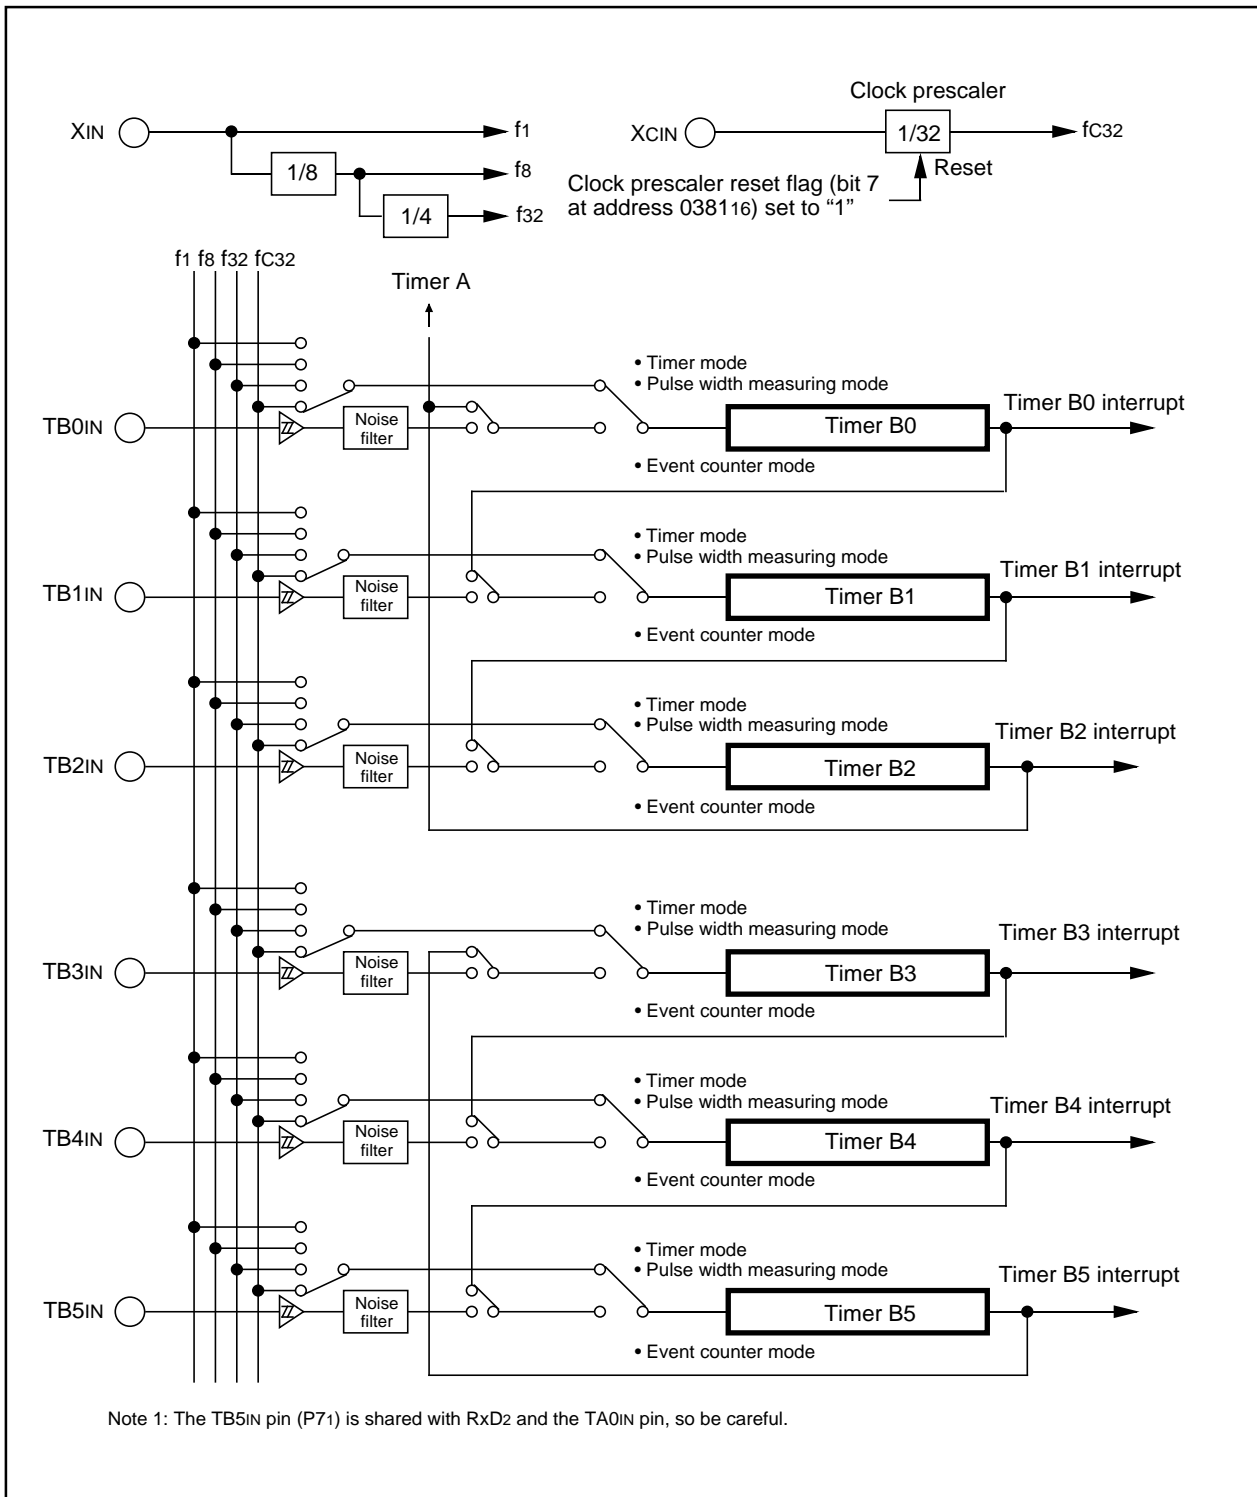 Clock prescaler
XIN
f1
XCIN
1/32
fC32
1/8
f8
Reset
Clock prescaler reset flag (bit 7
at address 038116) set to “1”
1/4
f32
f1 f8 f32 fC32
Timer A
• Timer mode
• Pulse width measuring mode
TB0IN
Noise
filter
Timer B0
Timer B0 interrupt
• Event counter mode
• Timer mode
• Pulse width measuring mode
TB1IN
Noise
filter
Timer B1
Timer B1 interrupt
• Event counter mode
• Timer mode
• Pulse width measuring mode
TB2IN
Noise
filter
Timer B2
Timer B2 interrupt
• Event counter mode
• Timer mode
• Pulse width measuring mode
TB3IN
Noise
filter
Timer B3
Timer B3 interrupt
• Event counter mode
• Timer mode
• Pulse width measuring mode
TB4IN
Noise
filter
Timer B4
Timer B4 interrupt
• Event counter mode
• Timer mode
• Pulse width measuring mode
TB5IN
Noise
filter
Timer B5
Timer B5 interrupt
• Event counter mode
Note 1: The TB5IN pin (P71) is shared with RxD2 and the TA0IN pin, so be careful.